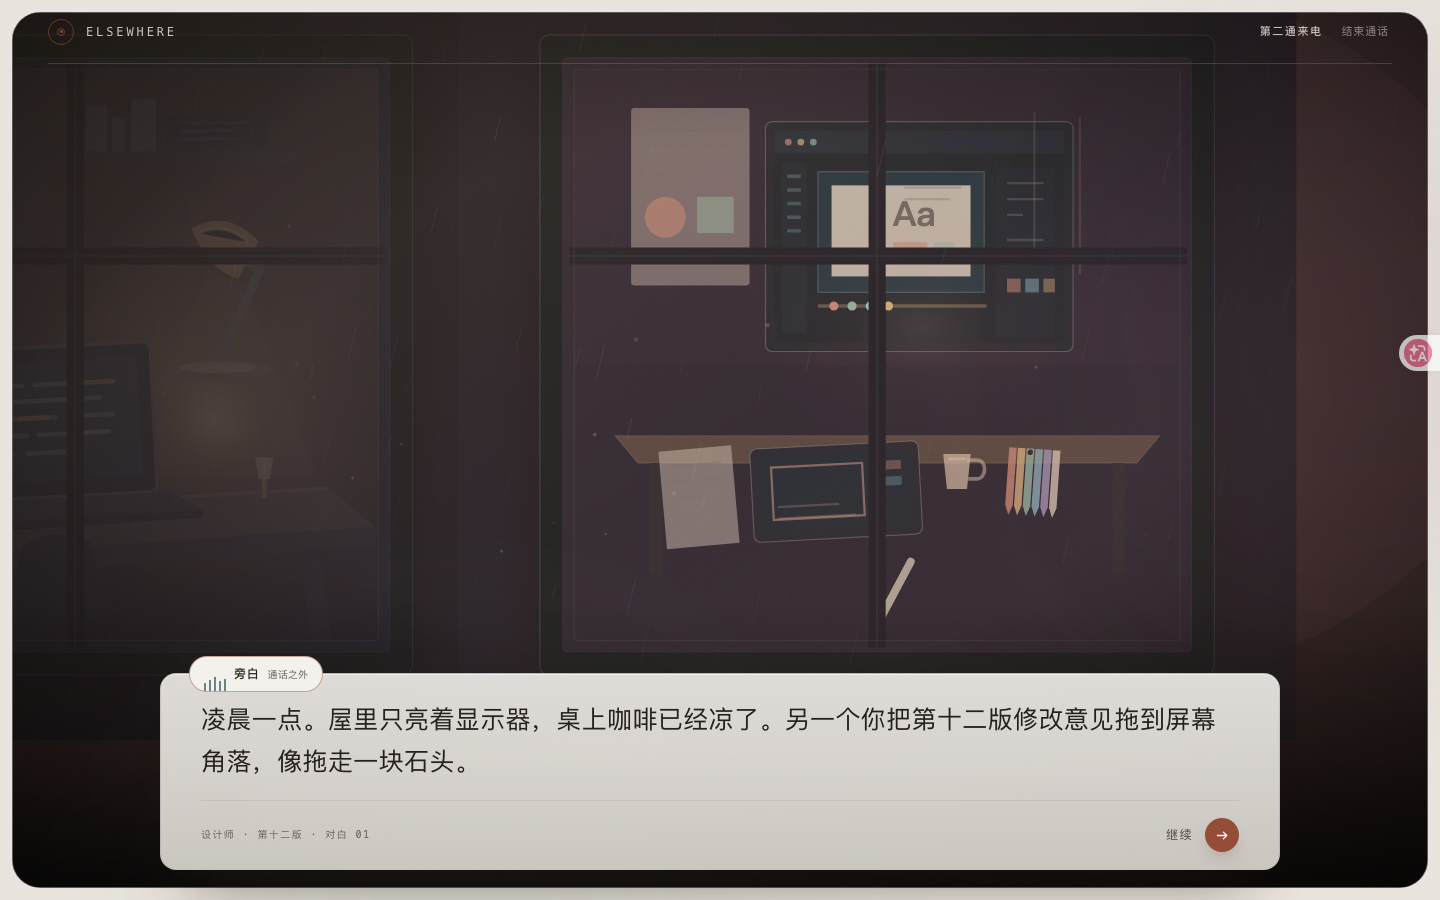 ELSEWHERE
第二通来电
结束通话
Aa
旁白 通话之外
凌晨一点。屋里只亮着显示器，桌上咖啡已经凉了。另一个你把第十二版修改意见拖到屏幕
角落，像拖走一块石头。
设计师 · 第十二版 · 对白 01
继续